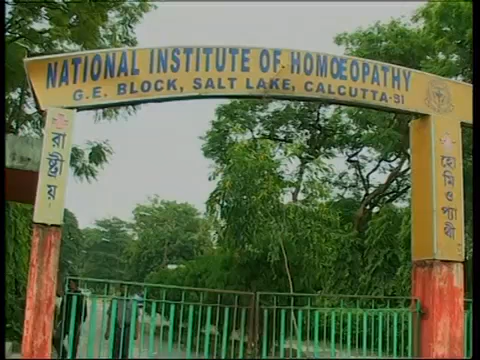 NATIONAL INSTITUTE OF HOMŒOPATHY
G.E. BLOCK, SALT LAKE, CALCUTTA-91
রাষ্ট্রীয়
হোমিওপ্যাথী